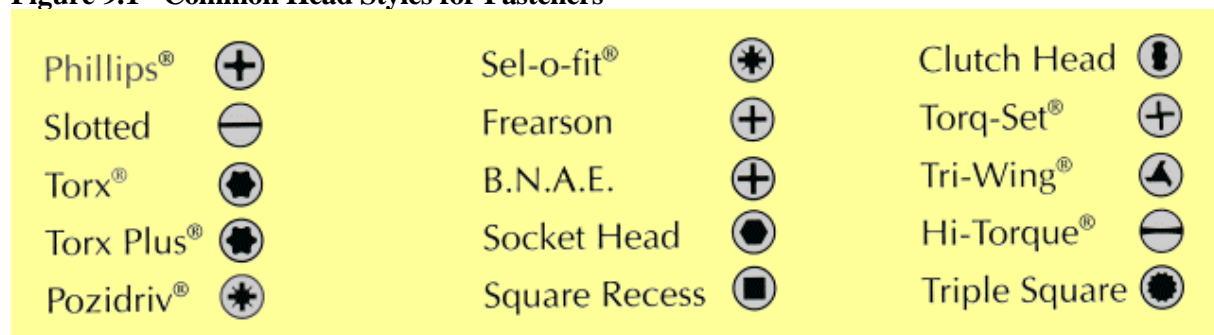 Figure 9.1 Common Head Styles for Fasteners
Phillips®
Slotted
Torx®
Torx Plus®
Pozidriv®
Sel-o-fit®
Frearson
B.N.A.E.
Socket Head
Square Recess
Clutch Head
Torq-Set®
Tri-Wing®
Hi-Torque®
Triple Square